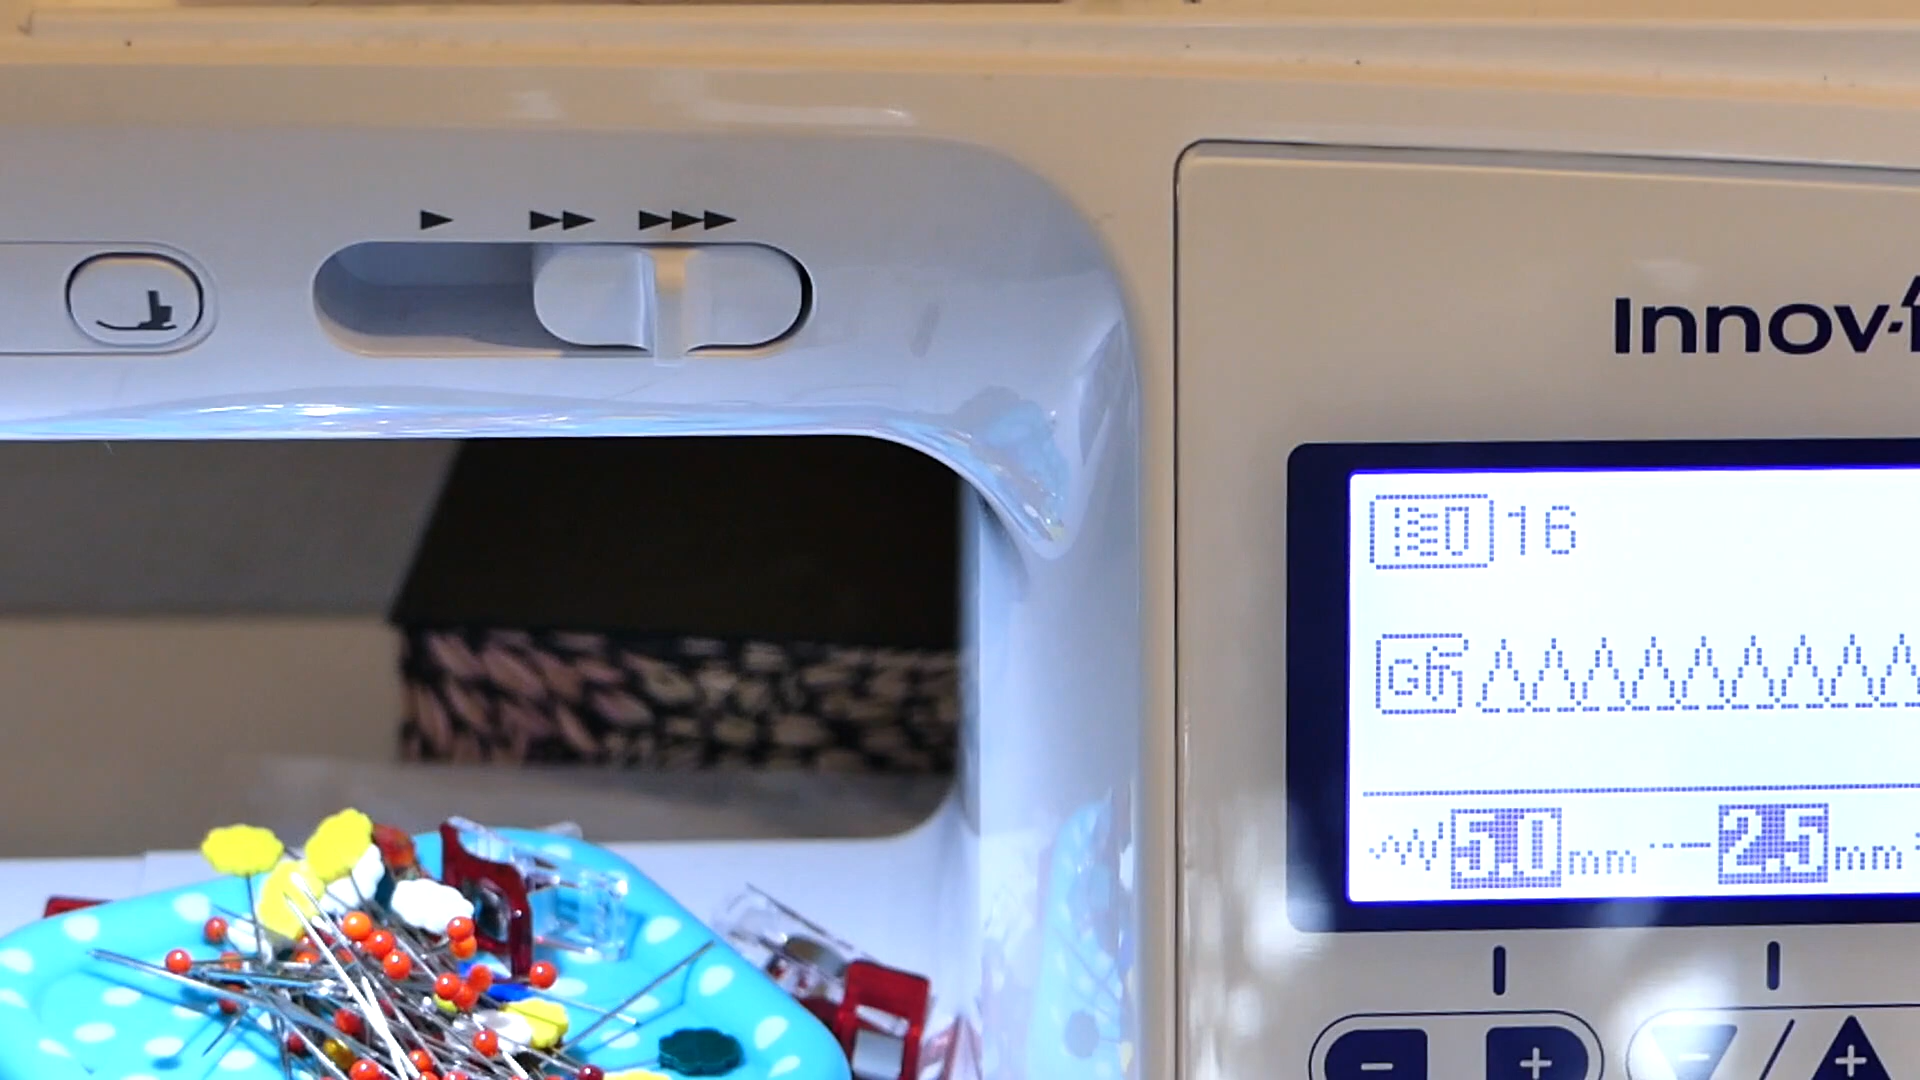 Innov-
16
G
5.0 mm 2.5 mm
- + - / +